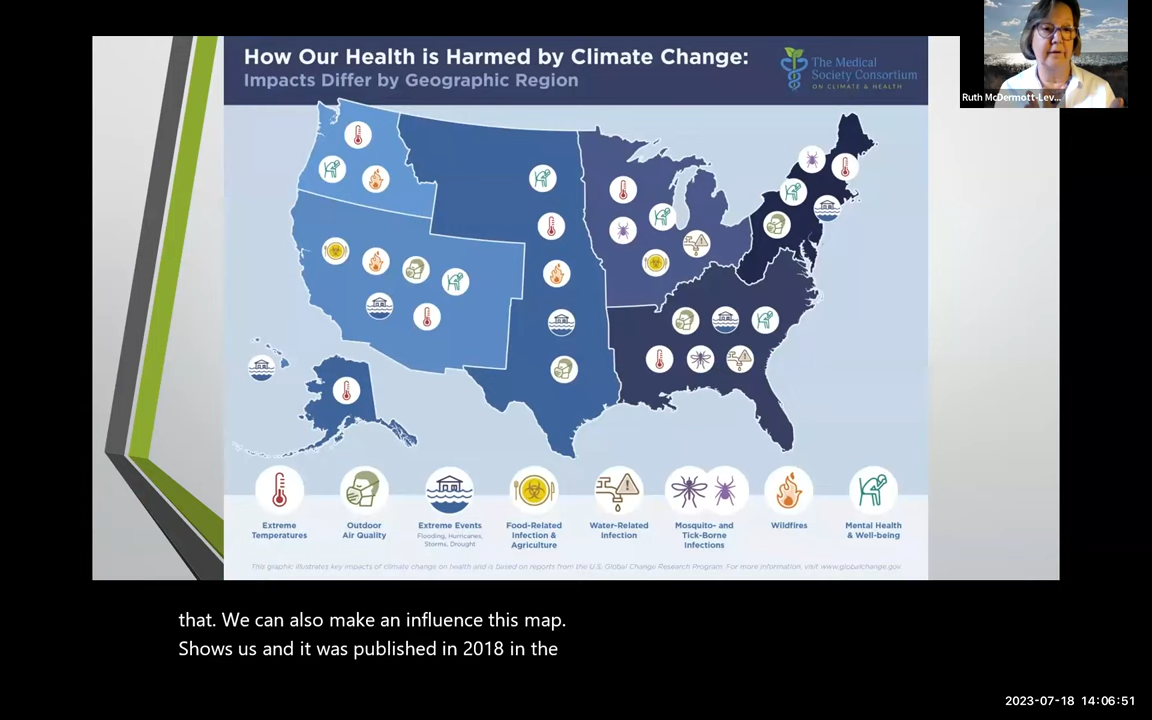 How Our Health is Harmed by Climate Change:
Impacts Differ by Geographic Region
The Medical
Society Consortium
ON CLIMATE & HEALTH
Ruth McDermott-Lev...
Extreme
Temperatures
Outdoor
Air Quality
Extreme Events
Flooding, Hurricanes,
Storms, Drought
Food-Related
Infection &
Agriculture
Water-Related
Infection
Mosquito- and
Tick-Borne
Infections
Wildfires
Mental Health
& Well-being
This graphic illustrates key impacts of climate change on health and is based on reports from the U.S. Global Change Research Program. For more information, visit www.globalchange.gov.
that. We can also make an influence this map.
Shows us and it was published in 2018 in the
2023-07-18 14:06:51